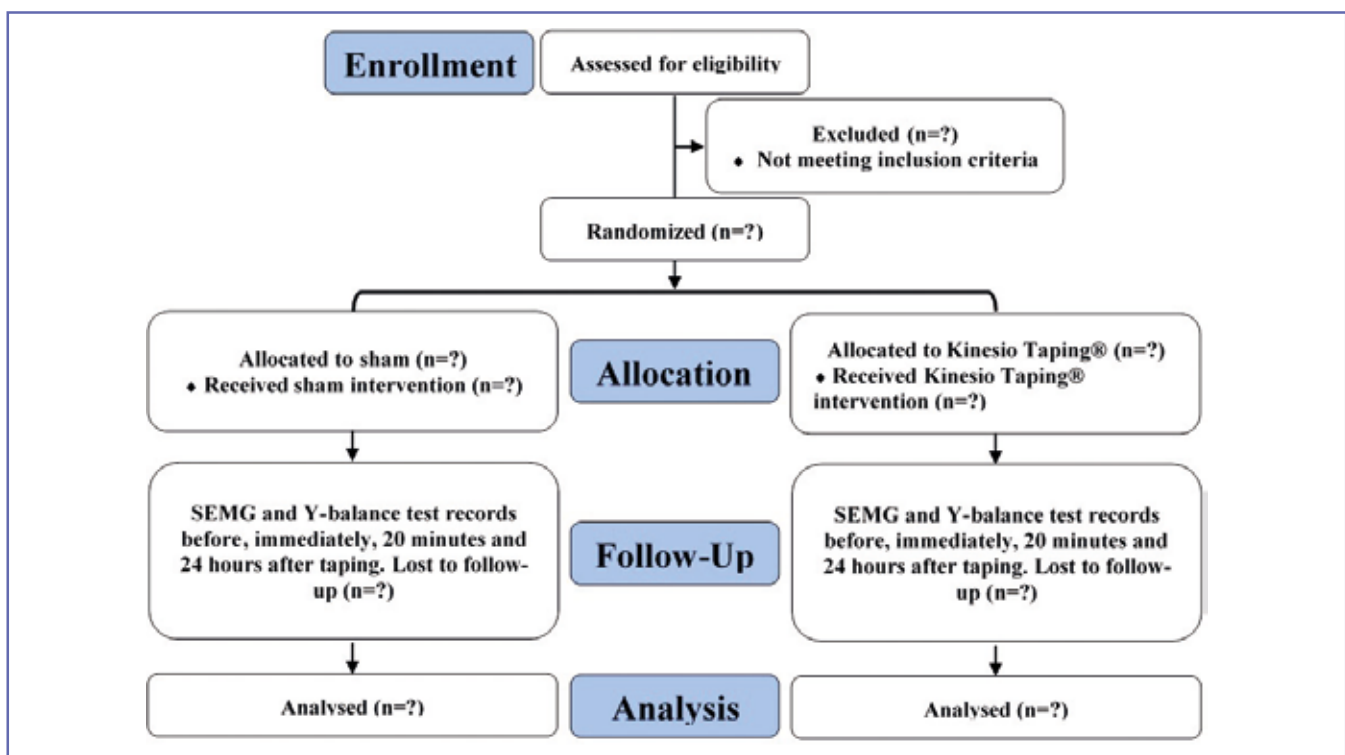 Enrollment
Assessed for eligibility
Excluded (n=?)
♦ Not meeting inclusion criteria
Randomized (n=?)
Allocated to sham (n=?)
♦ Received sham intervention (n=?)
Allocation
Allocated to Kinesio Taping® (n=?)
♦ Received Kinesio Taping®
intervention (n=?)
SEMG and Y-balance test records
before, immediately, 20 minutes and
24 hours after taping. Lost to follow-
up (n=?)
Follow-Up
SEMG and Y-balance test records
before, immediately, 20 minutes and
24 hours after taping. Lost to follow-
up (n=?)
Analysed (n=?)
Analysis
Analysed (n=?)